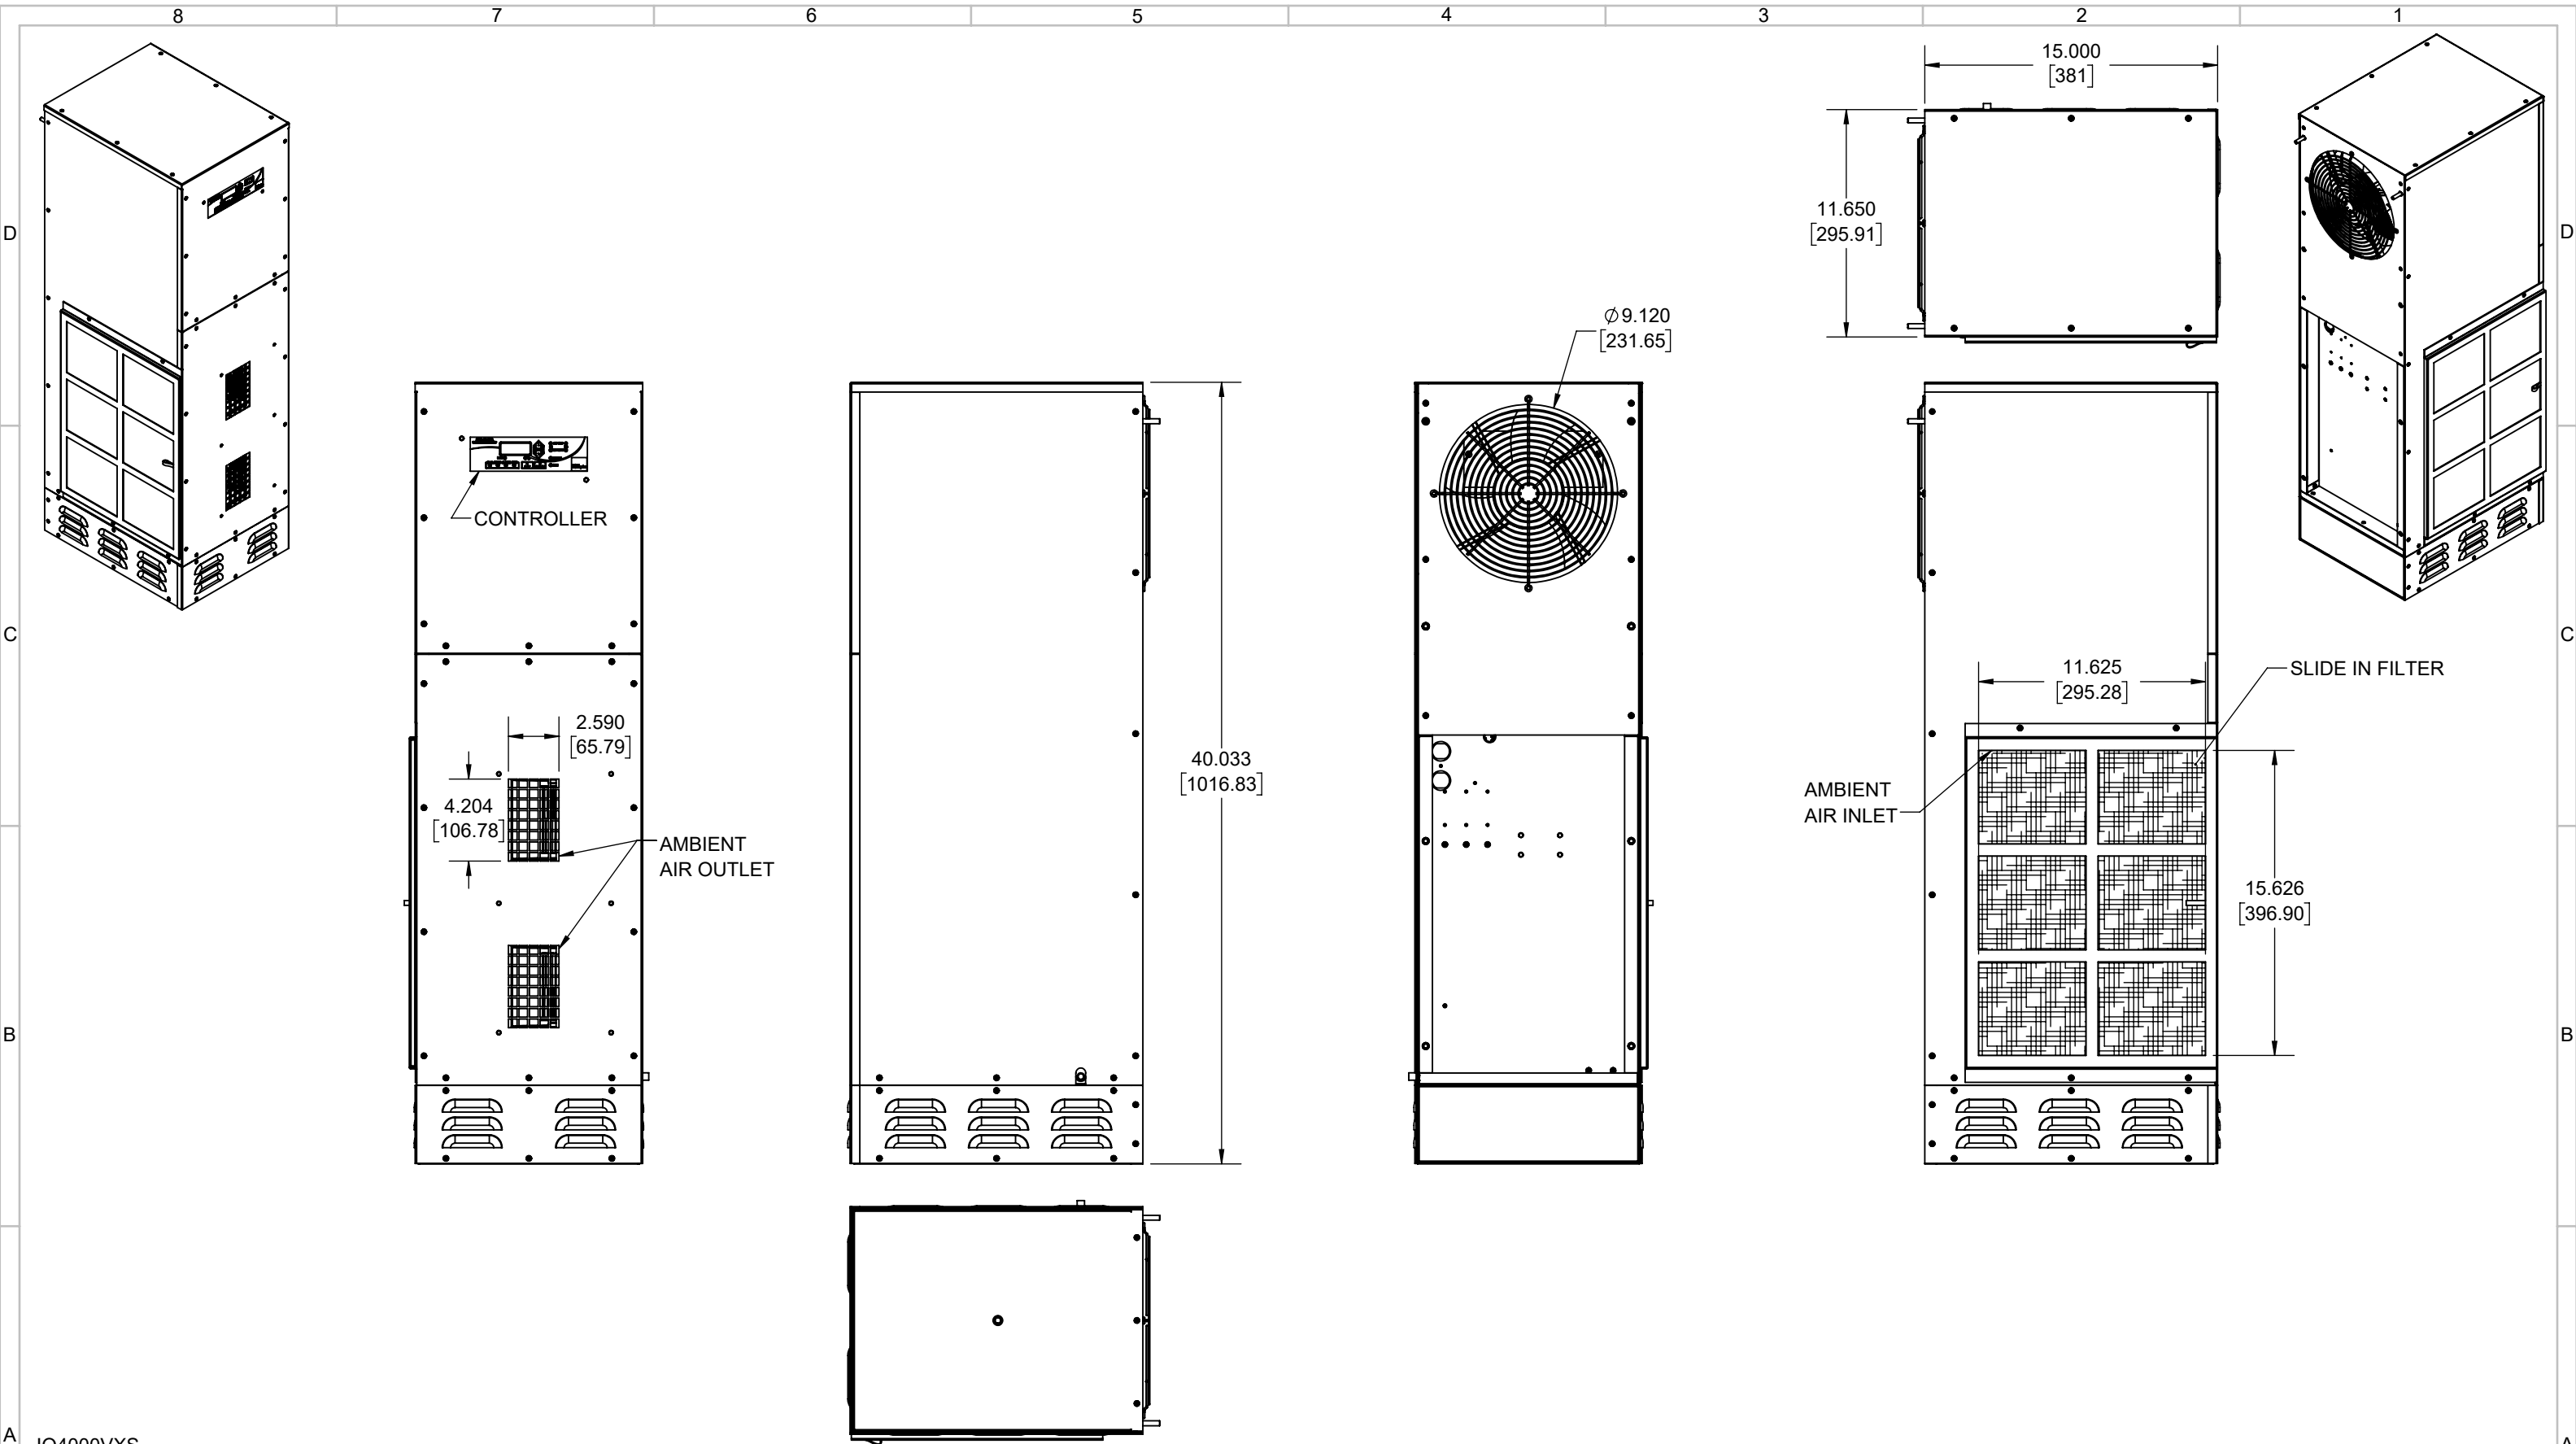 8 7 6 5 4 3 2 1
15.000
[381]
11.650
[295.91]
D
D
⌀9.120
[231.65]
CONTROLLER
C
C
11.625
[295.28]
SLIDE IN FILTER
2.590
[65.79]
40.033
[1016.83]
4.204
[106.78]
AMBIENT
AIR INLET
AMBIENT
AIR OUTLET
15.626
[396.90]
B
B
A
A